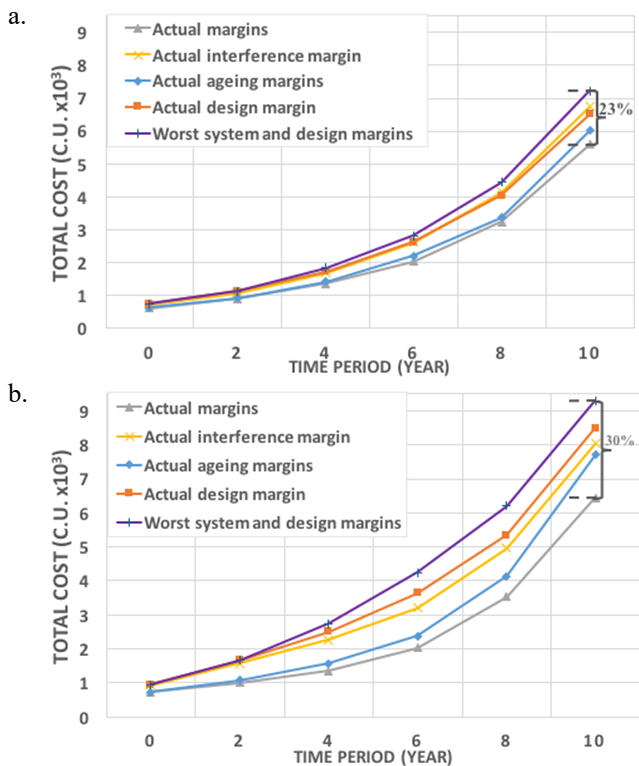 a.
9
8
7
6
5
4
3
2
1
0
TOTAL COST (C.U. x10³)
Actual margins
Actual interference margin
Actual ageing margins
Actual design margin
Worst system and design margins
23%
0 2 4 6 8 10
TIME PERIOD (YEAR)
b.
9
8
7
6
5
4
3
2
1
0
TOTAL COST (C.U. x10³)
Actual margins
Actual interference margin
Actual ageing margins
Actual design margin
Worst system and design margins
30%
0 2 4 6 8 10
TIME PERIOD (YEAR)